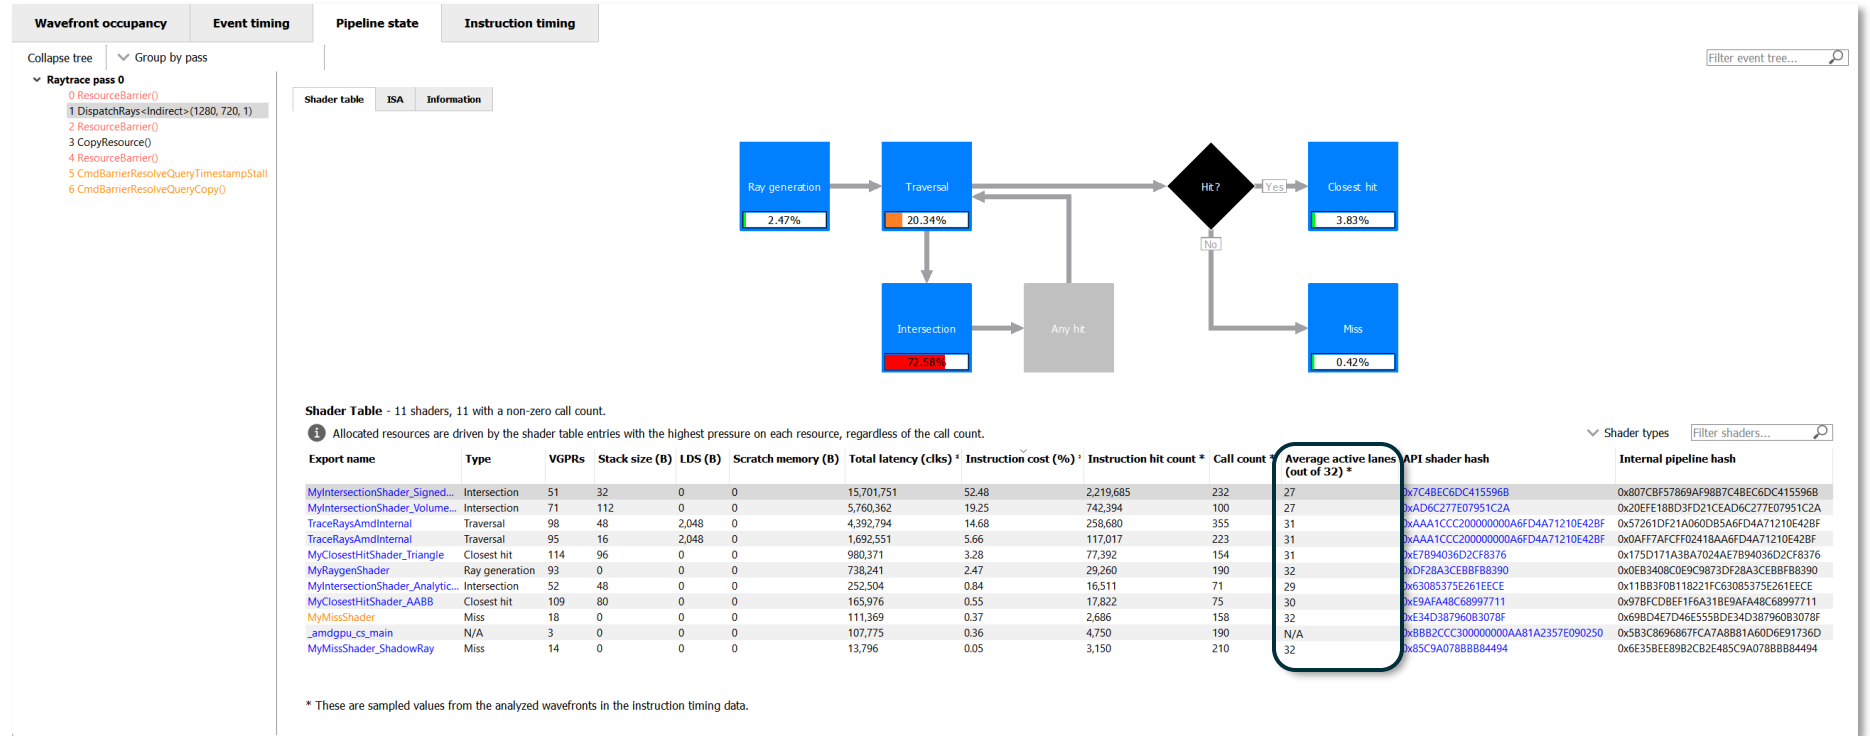 Wavefront occupancy Event timing Pipeline state Instruction timing
Collapse tree Group by pass Filter event tree...
Raytrace pass 0
0 ResourceBarrier()
1 DispatchRays<Indirect>(1280, 720, 1)
2 ResourceBarrier()
3 CopyResource()
4 ResourceBarrier()
5 CmdBarrierResolveQueryTimestampStall
6 CmdBarrierResolveQueryCopy()
Shader table ISA Information
Ray generation Traversal Hit? Yes Closest hit
2.47% 20.34% 3.83%
No
Intersection Any hit Miss
72.58% 0.42%
Shader Table - 11 shaders, 11 with a non-zero call count.
i Allocated resources are driven by the shader table entries with the highest pressure on each resource, regardless of the call count. Shader types Filter shaders...
Export name Type VGPRs Stack size (B) LDS (B) Scratch memory (B) Total latency (clks) * Instruction cost (%) * Instruction hit count * Call count * Average active lanes (out of 32) * API shader hash Internal pipeline hash
MyIntersectionShader_Signed... Intersection 51 32 0 0 15,701,751 52.48 2,219,685 232 27 0x7C4BEC6DC415596B 0x807CBF57869AF98B7C4BEC6DC415596B
MyIntersectionShader_Volume... Intersection 71 112 0 0 5,760,362 19.25 742,394 100 27 0xAD6C277E07951C2A 0x20EFE18BD3FD21CEAD6C277E07951C2A
TraceRaysAmdInternal Traversal 98 48 2,048 0 4,392,794 14.68 258,680 355 31 0xAAA1CCC200000000A6FD4A71210E42BF 0x57261DF21A060DB5A6FD4A71210E42BF
TraceRaysAmdInternal Traversal 95 16 2,048 0 1,692,551 5.66 117,017 223 31 0xAAA1CCC200000000A6FD4A71210E42BF 0x0AFF7AFCFF02418AA6FD4A71210E42BF
MyClosestHitShader_Triangle Closest hit 114 96 0 0 980,371 3.28 77,392 154 31 0xE7B94036D2CF8376 0x175D171A3BA7024AE7B94036D2CF8376
MyRaygenShader Ray generation 93 0 0 0 738,241 2.47 29,260 190 32 0xDF28A3CEBBFB8390 0x0EB3408C0E9C9873DF28A3CEBBFB8390
MyIntersectionShader_Analytic... Intersection 52 48 0 0 252,504 0.84 16,511 71 29 0x63085375E261EECE 0x11BB3F0B118221FC63085375E261EECE
MyClosestHitShader_AABB Closest hit 109 80 0 0 165,976 0.55 17,822 75 30 0xE9AFA48C68997711 0x97BFCDBEF1F6A31BE9AFA48C68997711
MyMissShader Miss 18 0 0 0 111,369 0.37 2,686 158 32 0xE34D387960B3078F 0x69BD4E7D46E555BDE34D387960B3078F
_amdgpu_cs_main N/A 3 0 0 0 107,775 0.36 4,750 190 N/A 0xBBB2CCC300000000AA81A2357E090250 0x5B3C8696867FCA7A8B81A60D6E91736D
MyMissShader_ShadowRay Miss 14 0 0 0 13,796 0.05 3,150 210 32 0x85C9A078BBB84494 0x6E35BEE89B2CB2E485C9A078BBB84494
* These are sampled values from the analyzed wavefronts in the instruction timing data.